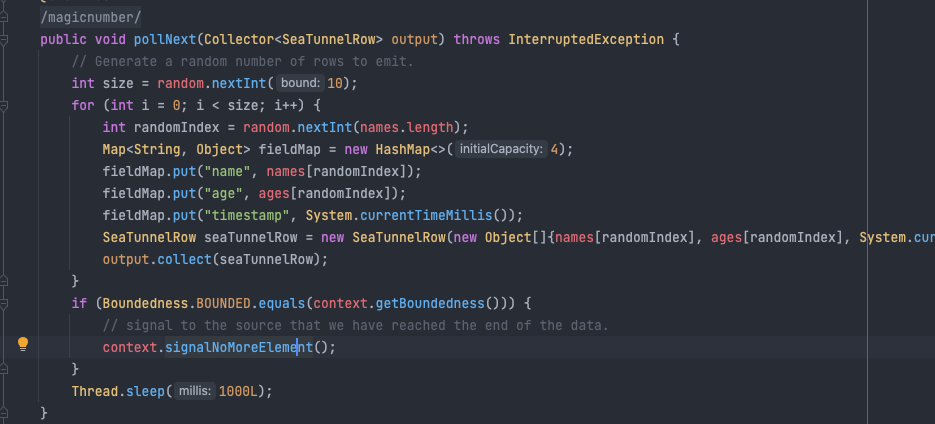 /magicnumber/
public void pollNext(Collector<SeaTunnelRow> output) throws InterruptedException {
    // Generate a random number of rows to emit.
    int size = random.nextInt( bound: 10);
    for (int i = 0; i < size; i++) {
        int randomIndex = random.nextInt(names.length);
        Map<String, Object> fieldMap = new HashMap<>( initialCapacity: 4);
        fieldMap.put("name", names[randomIndex]);
        fieldMap.put("age", ages[randomIndex]);
        fieldMap.put("timestamp", System.currentTimeMillis());
        SeaTunnelRow seaTunnelRow = new SeaTunnelRow(new Object[]{names[randomIndex], ages[randomIndex], System.cur
        output.collect(seaTunnelRow);
    }
    if (Boundedness.BOUNDED.equals(context.getBoundedness())) {
        // signal to the source that we have reached the end of the data.
        context.signalNoMoreElement();
    }
    Thread.sleep( millis: 1000L);
}